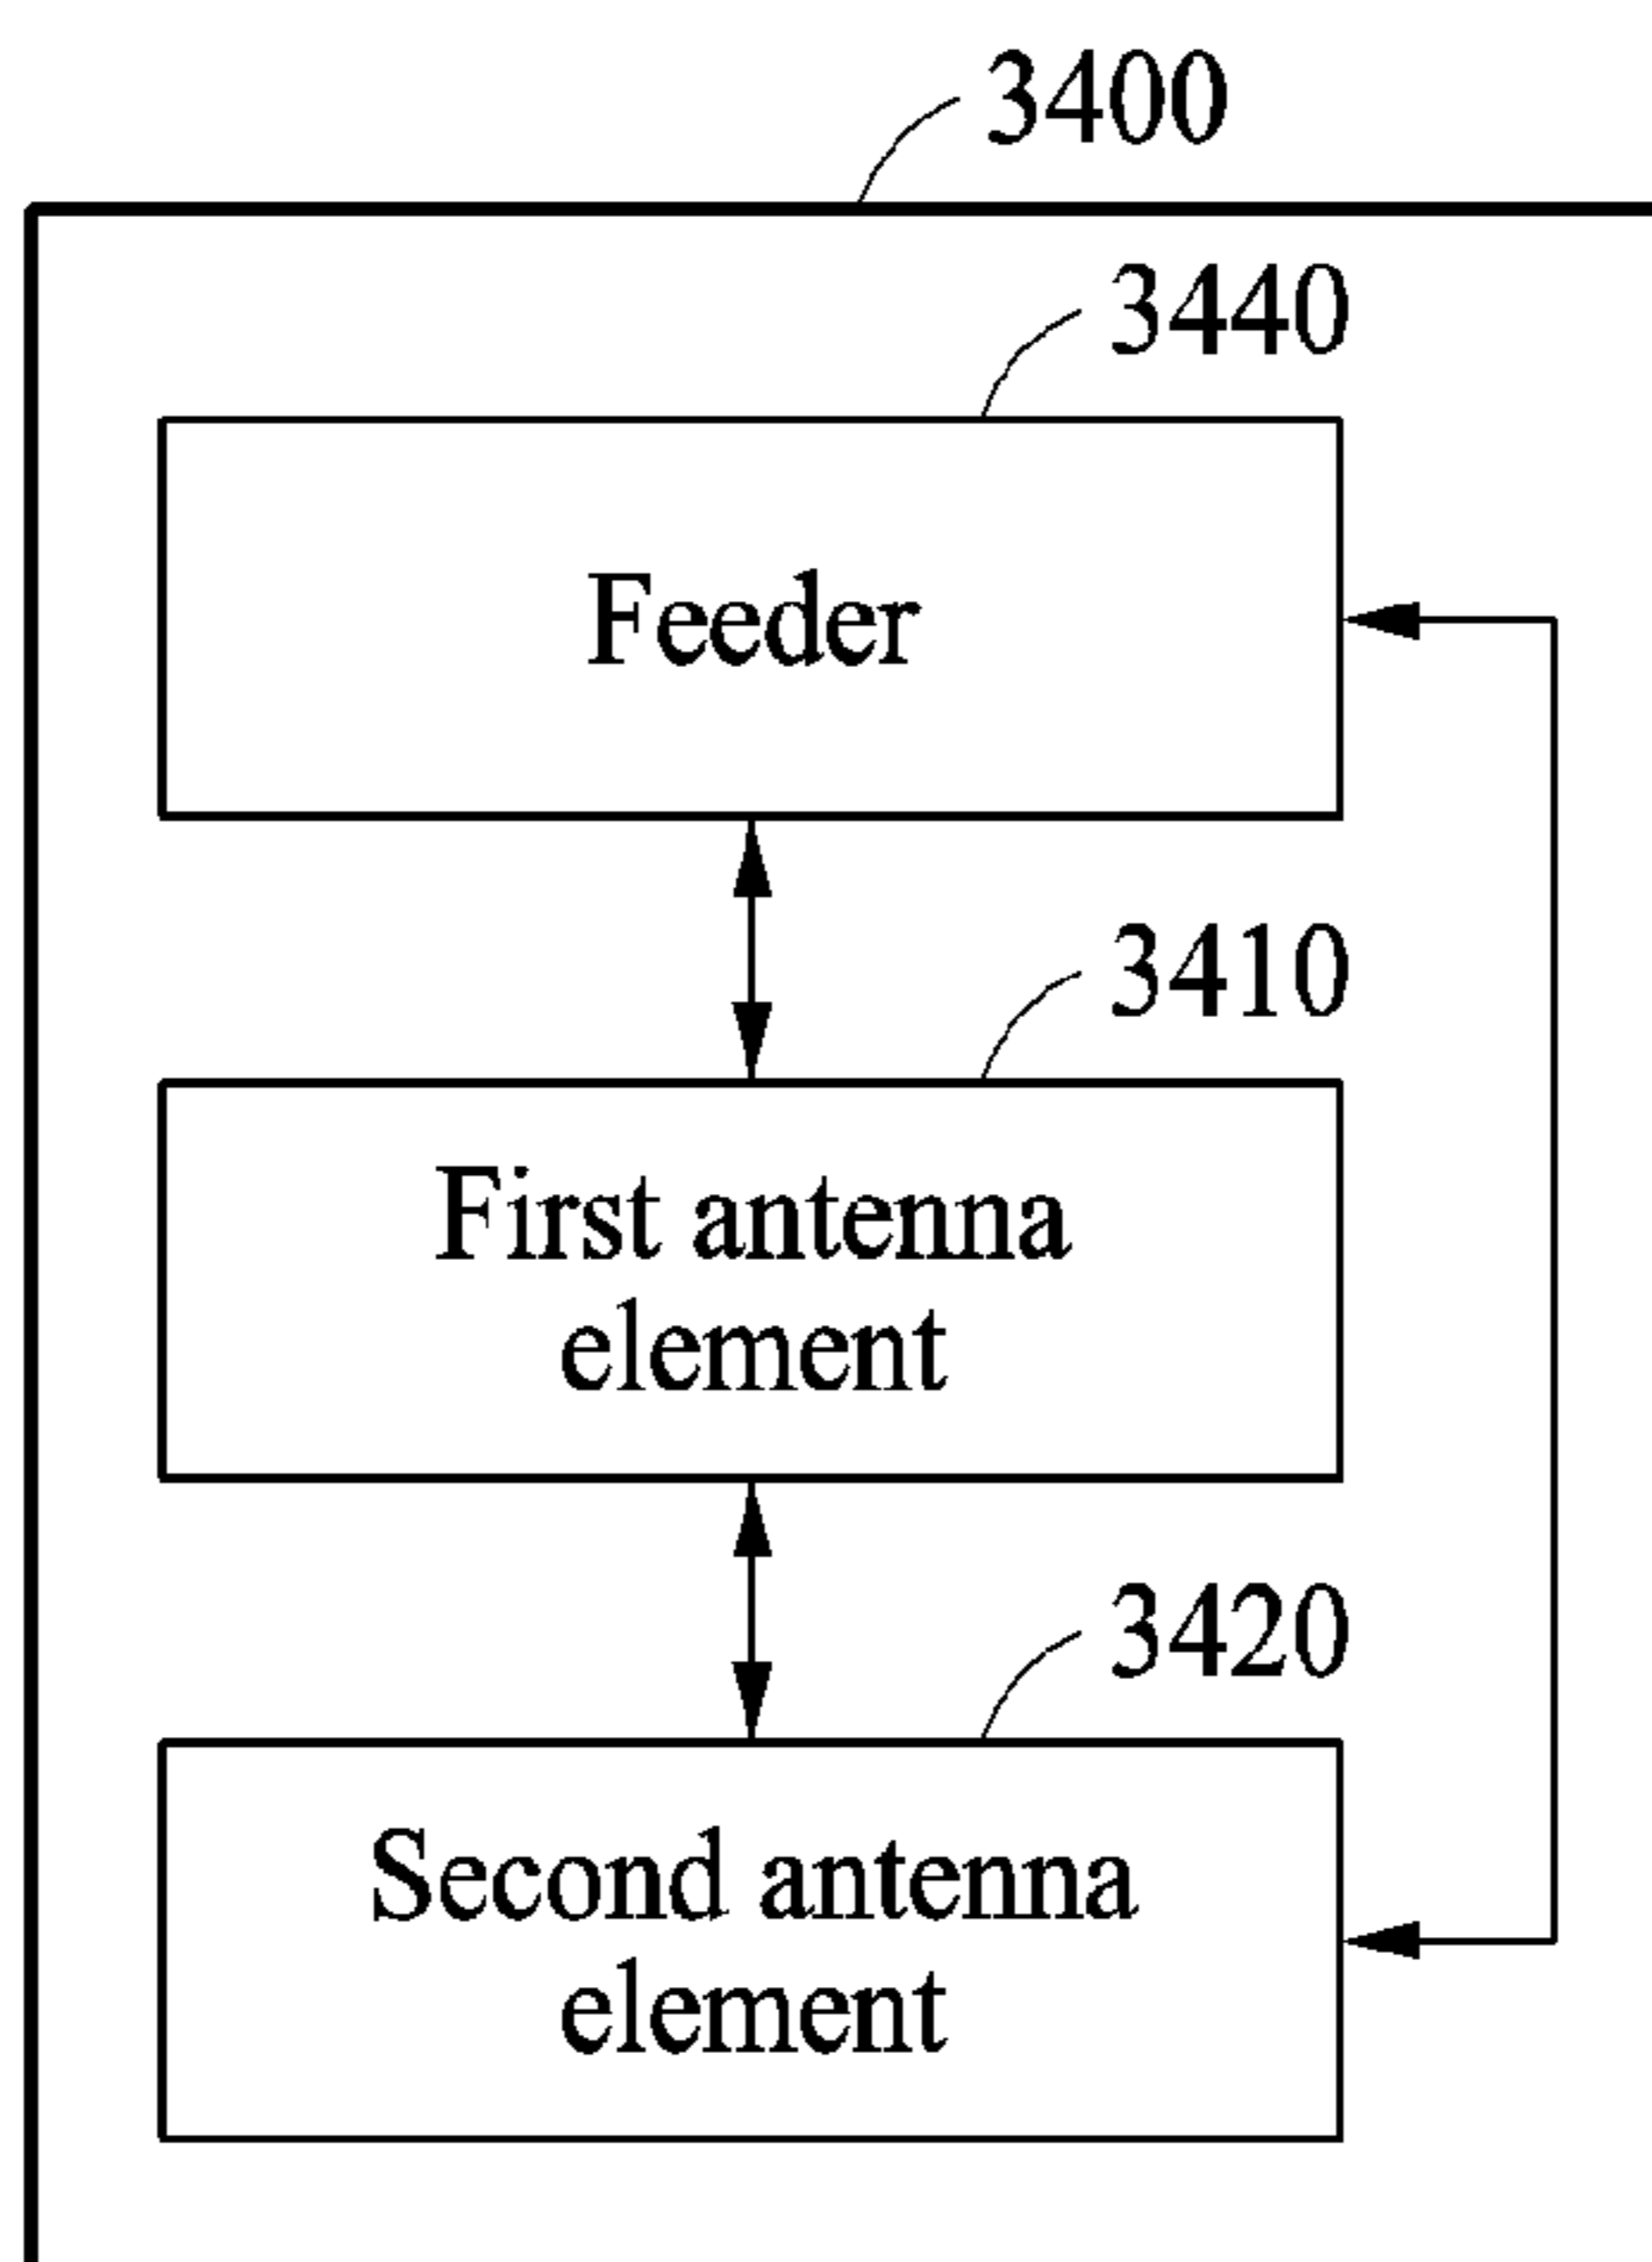 3400
3440
Feeder
3410
First antenna
element
3420
Second antenna
element